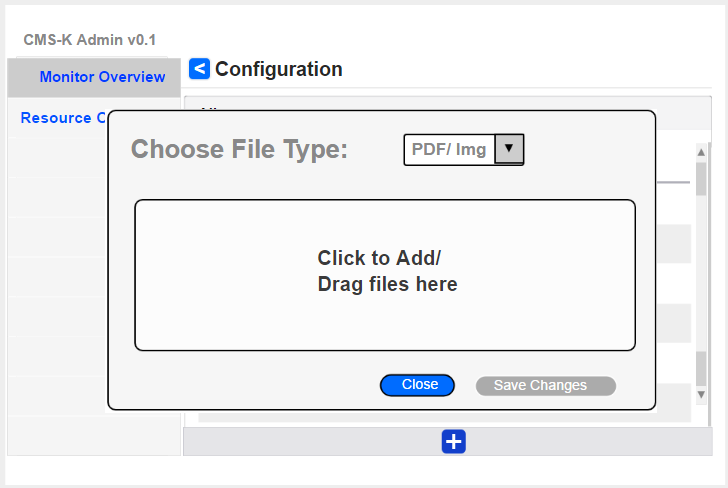 CMS-K Admin v0.1
Monitor Overview
< Configuration
Resource
Choose File Type:
PDF/ Img ▼
Click to Add/
Drag files here
Close
Save Changes
+